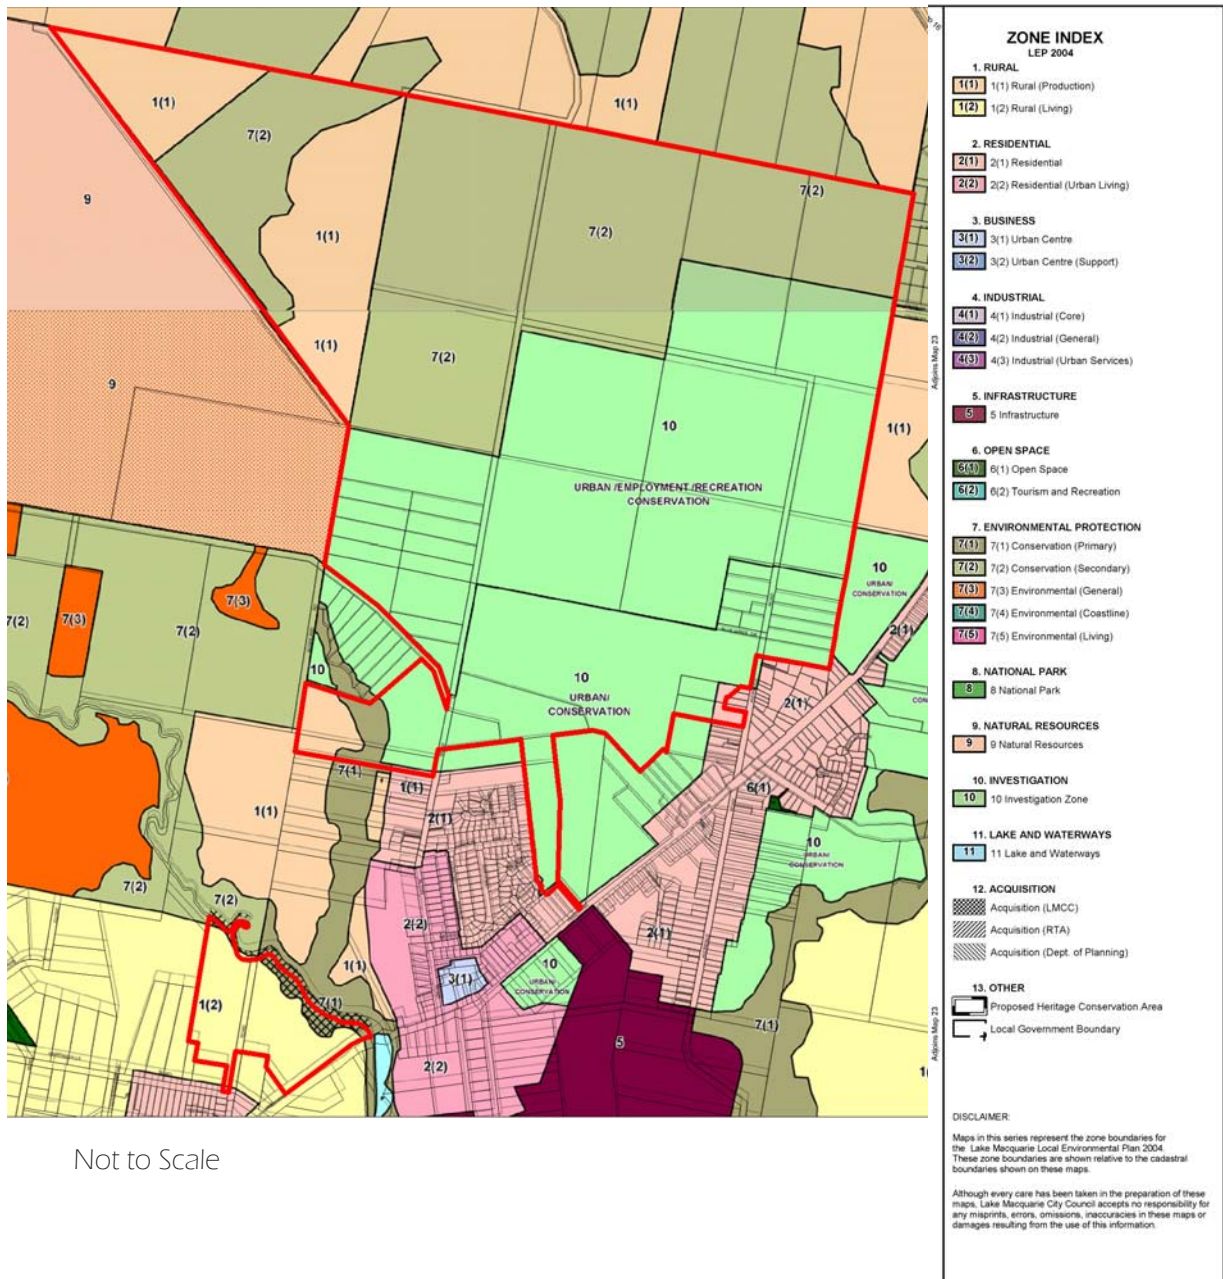 1(1)
1(1)
7(2)
7(2)
9
1(1)
7(2)
1(1)
7(2)
9
10
1(1)
URBAN /EMPLOYMENT /RECREATION
CONSERVATION
10
URBAN/
CONSERVATION
7(2)
7(3)
7(3)
7(2)
2(1)
10
10
URBAN/
CONSERVATION
2(1)
CON
7(1)
1(1)
6(1)
1(1)
2(1)
10
URBAN/
CONSERVATION
7(2)
7(2)
2(2)
2(1)
1(1)
10
URBAN/
CONSERVATION
3(1)
1(2)
7(1)
7(1)
5
2(2)
Not to Scale
Adjoins Map 23
Adjoins Map 23
ZONE INDEX
LEP 2004
1. RURAL
1(1) 1(1) Rural (Production)
1(2) 1(2) Rural (Living)
2. RESIDENTIAL
2(1) 2(1) Residential
2(2) 2(2) Residential (Urban Living)
3. BUSINESS
3(1) 3(1) Urban Centre
3(2) 3(2) Urban Centre (Support)
4. INDUSTRIAL
4(1) 4(1) Industrial (Core)
4(2) 4(2) Industrial (General)
4(3) 4(3) Industrial (Urban Services)
5. INFRASTRUCTURE
5 5 Infrastructure
6. OPEN SPACE
6(1) 6(1) Open Space
6(2) 6(2) Tourism and Recreation
7. ENVIRONMENTAL PROTECTION
7(1) 7(1) Conservation (Primary)
7(2) 7(2) Conservation (Secondary)
7(3) 7(3) Environmental (General)
7(4) 7(4) Environmental (Coastline)
7(5) 7(5) Environmental (Living)
8. NATIONAL PARK
8 8 National Park
9. NATURAL RESOURCES
9 9 Natural Resources
10. INVESTIGATION
10 10 Investigation Zone
11. LAKE AND WATERWAYS
11 11 Lake and Waterways
12. ACQUISITION
Acquisition (LMCC)
Acquisition (RTA)
Acquisition (Dept. of Planning)
13. OTHER
Proposed Heritage Conservation Area
Local Government Boundary
DISCLAIMER:
Maps in this series represent the zone boundaries for
the Lake Macquarie Local Environmental Plan 2004.
These zone boundaries are shown relative to the cadastral
boundaries shown on these maps.
Although every care has been taken in the preparation of these
maps, Lake Macquarie City Council accepts no responsibility for
any misprints, errors, omissions, inaccuracies in these maps or
damages resulting from the use of this information.